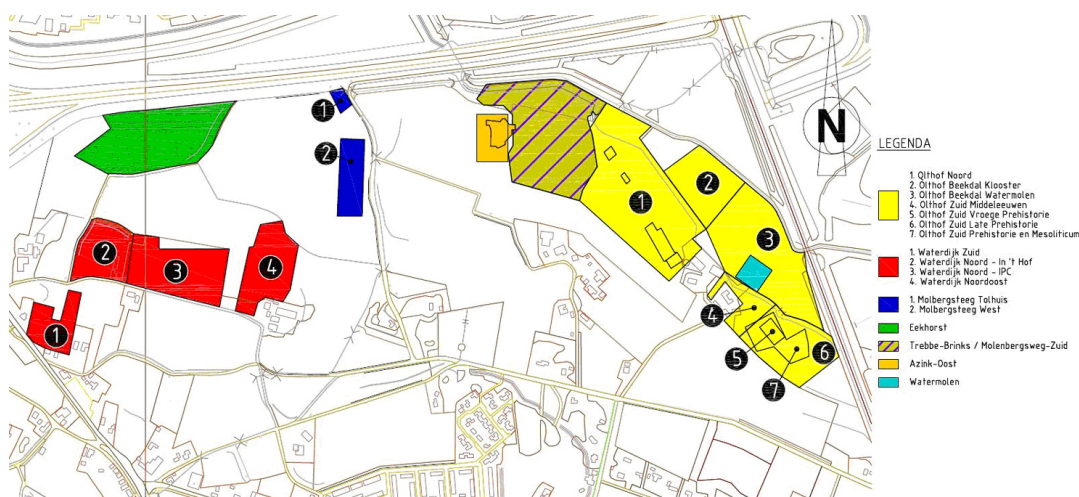 1
2
2
3
4
1
1
2
3
4
5
6
7
N
LEGENDA
1. Olthof Noord
2. Olthof Beekdal Klooster
3. Olthof Beekdal Watermolen
4. Olthof Zuid Middeleeuwen
5. Olthof Zuid Vroege Prehistorie
6. Olthof Zuid Late Prehistorie
7. Olthof Zuid Prehistorie en Mesoliticum
1. Waterdijk Zuid
2. Waterdijk Noord - In 't Hof
3. Waterdijk Noord - IPC
4. Waterdijk Noordoost
1. Molbergsteeg Tolhuis
2. Molbergsteeg West
Eekhorst
Trebbe-Brinks / Molenbergsweg-Zuid
Azink-Oost
Watermolen